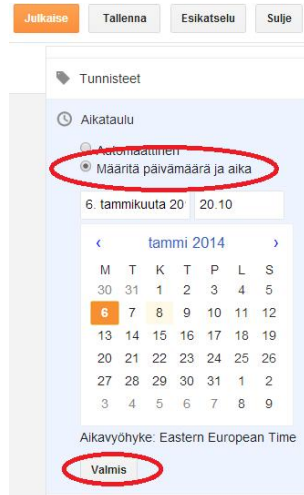 Julkaise Tallenna Esikatselu Sulje
Tunnisteet
Aikataulu
Automaattinen
Määritä päivämäärä ja aika
6. tammikuuta 20 20.10
‹ tammi 2014 ›
M T K T P L S
30 31 1 2 3 4 5
6 7 8 9 10 11 12
13 14 15 16 17 18 19
20 21 22 23 24 25 26
27 28 29 30 31 1 2
3 4 5 6 7 8 9
Aikavyöhyke: Eastern European Time
Valmis